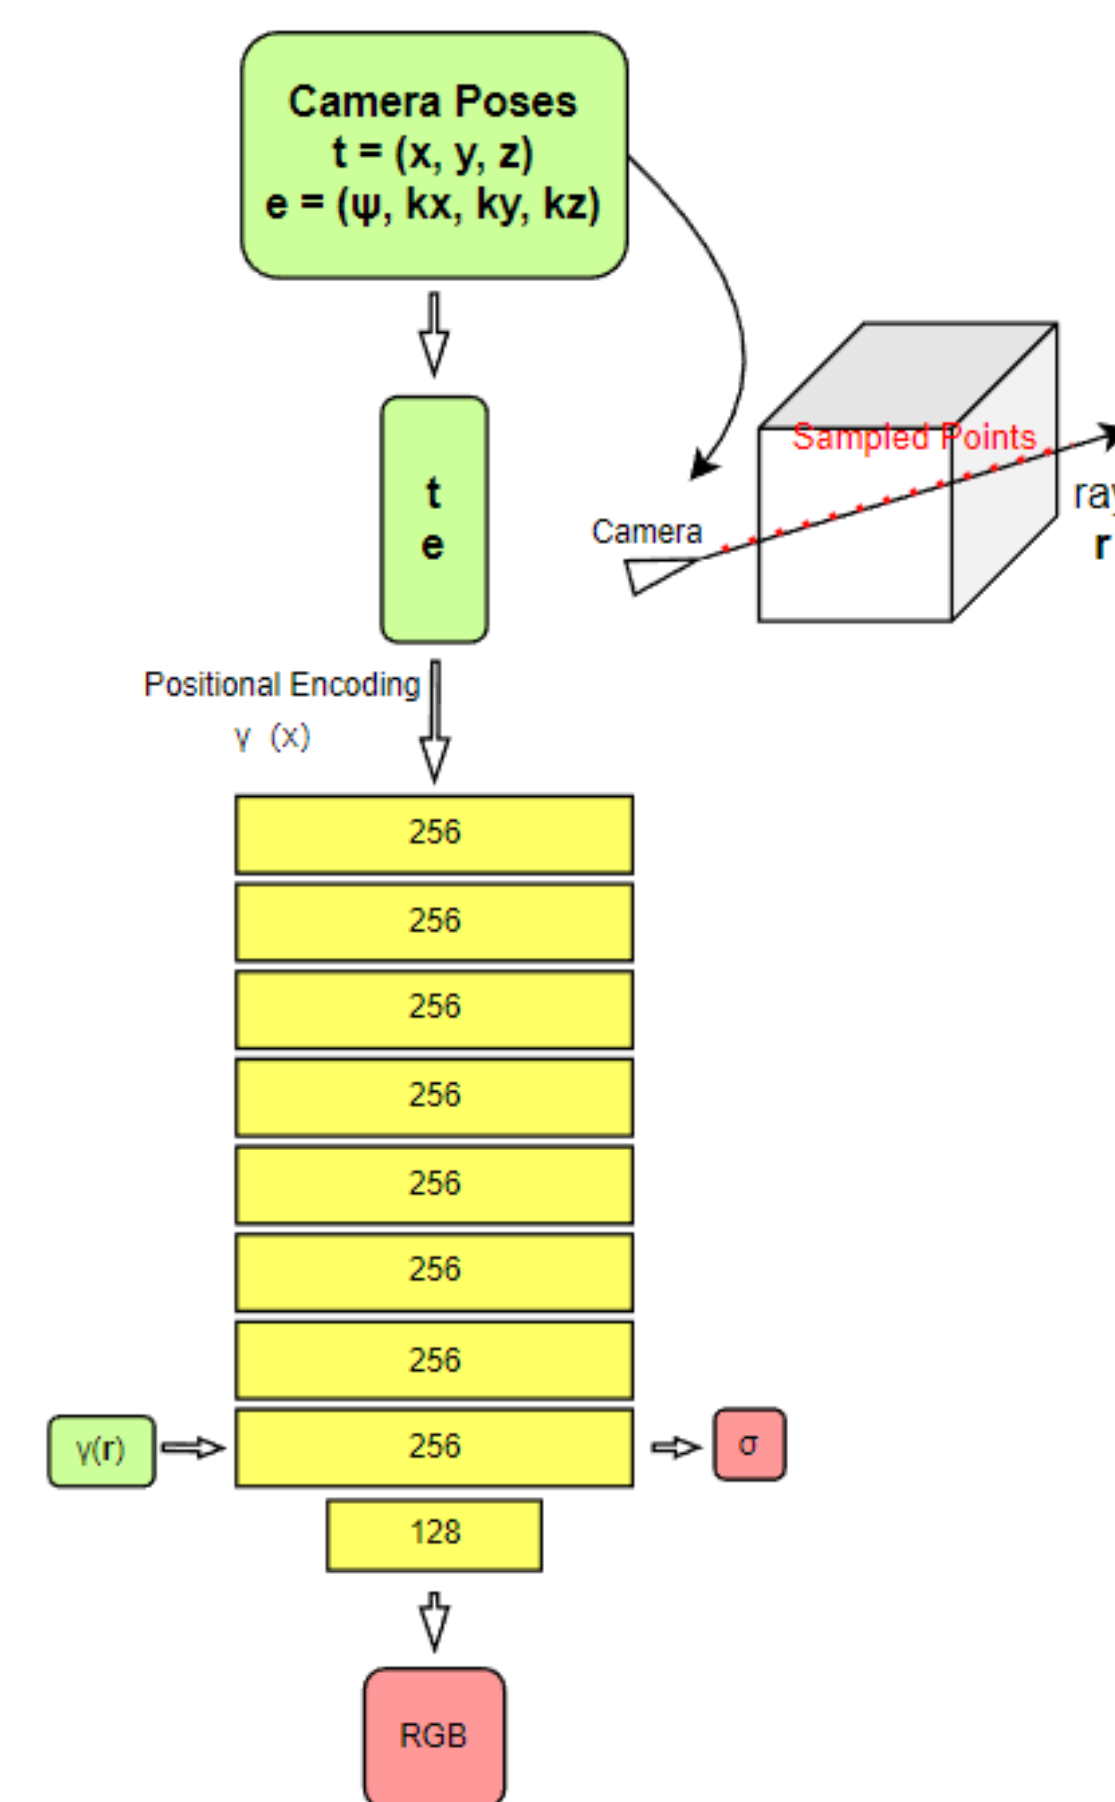 Camera Poses
t = (x, y, z)
e = (ψ, kx, ky, kz)
t
e
Sampled Points
Camera
r
Positional Encoding
γ (x)
256
256
256
256
256
256
256
γ(r)
256
σ
128
RGB